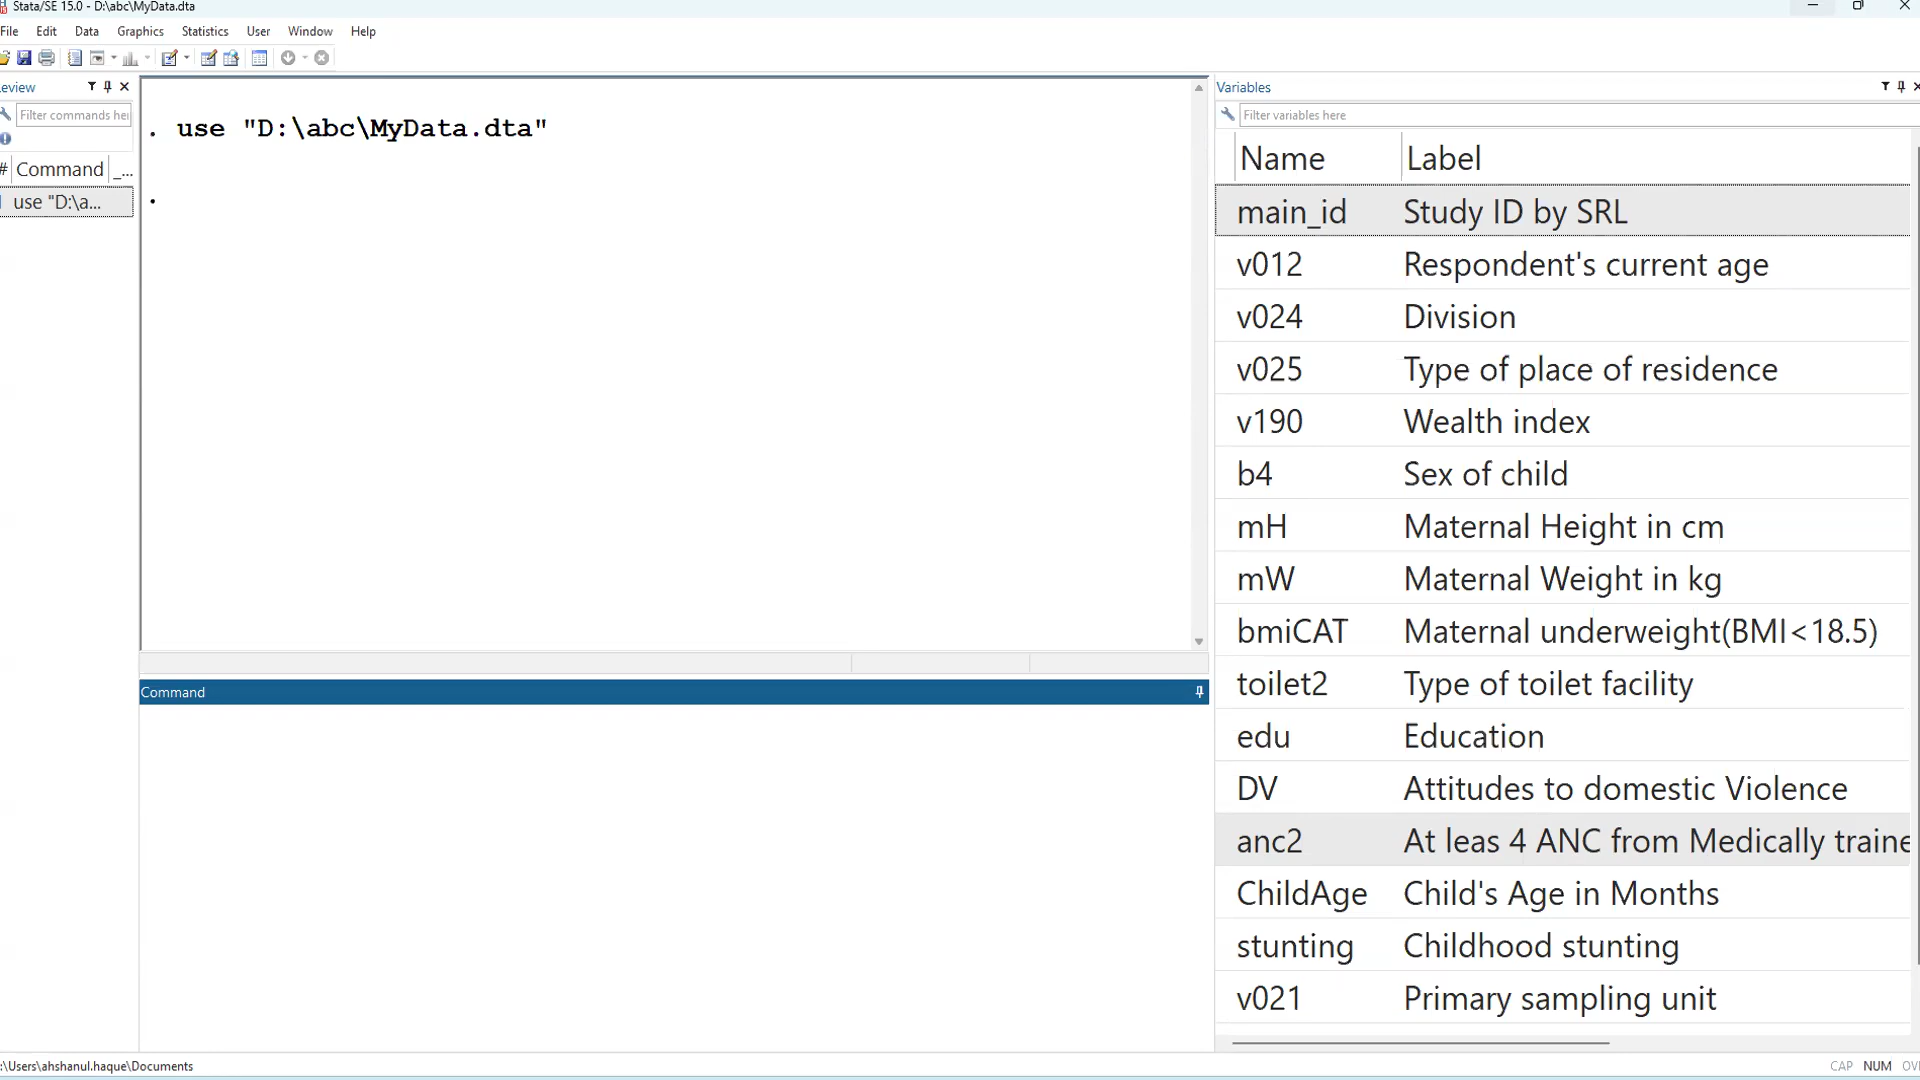 Stata/SE 15.0 - D:\abc\MyData.dta
File Edit Data Graphics Statistics User Window Help
eview
Filter commands her
# Command _...
use "D:\a...
. use "D:\abc\MyData.dta"
.
Command
Variables
Filter variables here
Name Label
main_id Study ID by SRL
v012 Respondent's current age
v024 Division
v025 Type of place of residence
v190 Wealth index
b4 Sex of child
mH Maternal Height in cm
mW Maternal Weight in kg
bmiCAT Maternal underweight(BMI<18.5)
toilet2 Type of toilet facility
edu Education
DV Attitudes to domestic Violence
anc2 At leas 4 ANC from Medically traine
ChildAge Child's Age in Months
stunting Childhood stunting
v021 Primary sampling unit
:\Users\ahshanul.haque\Documents
CAP NUM OV